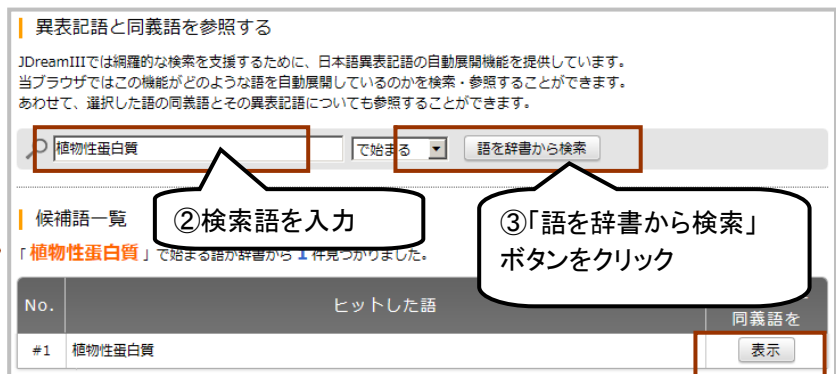 異表記語と同義語を参照する
JDreamIIIでは網羅的な検索を支援するために、日本語異表記語の自動展開機能を提供しています。
当ブラウザではこの機能がどのような語を自動展開しているのかを検索・参照することができます。
あわせて、選択した語の同義語とその異表記語についても参照することができます。
植物性蛋白質 で始まる 語を辞書から検索
②検索語を入力
③「語を辞書から検索」
ボタンをクリック
候補語一覧
「植物性蛋白質」で始まる語が辞書から 1 件見つかりました。
No. ヒットした語
同義語を
#1 植物性蛋白質 表示